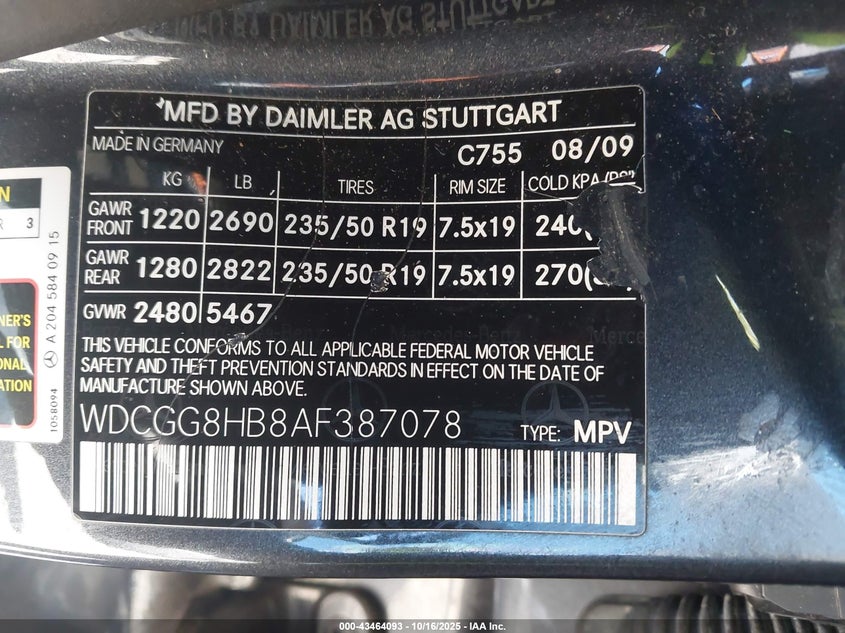 MFD BY DAIMLER AG STUTTGART
MADE IN GERMANY C755 08/09
KG LB TIRES RIM SIZE COLD KPA
GAWR FRONT 1220 2690 235/50 R19 7.5x19
GAWR REAR 1280 2822 235/50 R19 7.5x19 270
GVWR 2480 5467
THIS VEHICLE CONFORMS TO ALL APPLICABLE FEDERAL MOTOR VEHICLE
SAFETY AND THEFT PREVENTION STANDARDS IN EFFECT ON THE DATE OF
MANUFACTURE SHOWN ABOVE.
WDCGG8HB8AF387078 TYPE: MPV
3
A 204 584 09 15
1058094
FOR
000-43464093 - 10/16/2025 - IAA Inc.